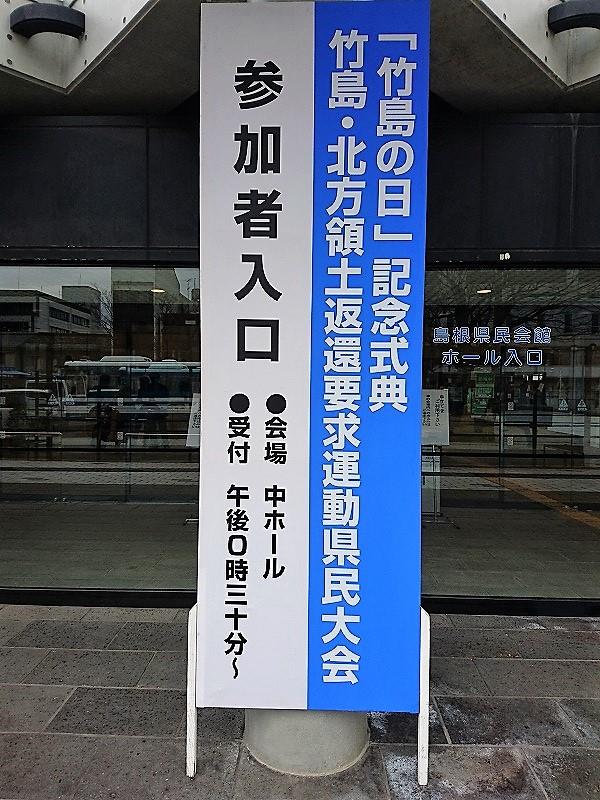 「竹島の日」記念式典
竹島・北方領土返還要求運動県民大会
参加者入口
●会場　中ホール
●受付　午後0時三十分～
島根県民会館
ホール入口